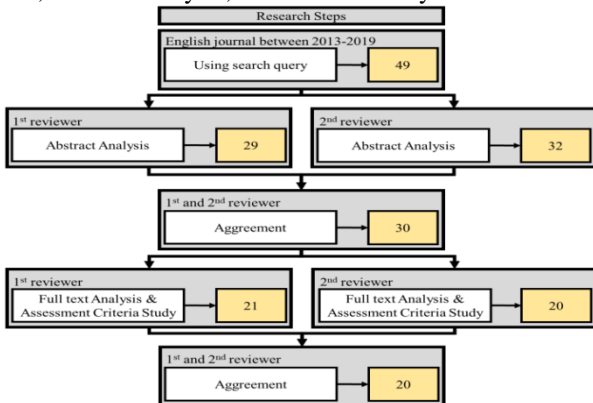 Research Steps
English journal between 2013-2019
Using search query
49
1st reviewer
Abstract Analysis
29
2nd reviewer
Abstract Analysis
32
1st and 2nd reviewer
Aggreement
30
1st reviewer
Full text Analysis &
Assessment Criteria Study
21
2nd reviewer
Full text Analysis &
Assessment Criteria Study
20
1st and 2nd reviewer
Aggreement
20